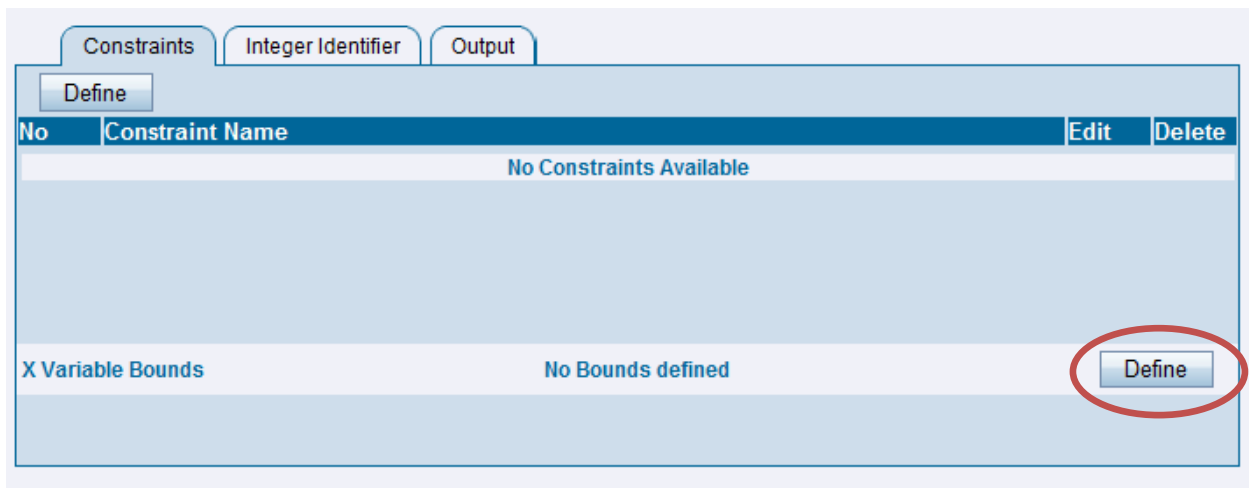 Constraints Integer Identifier Output
Define
No Constraint Name Edit Delete
No Constraints Available
X Variable Bounds No Bounds defined Define